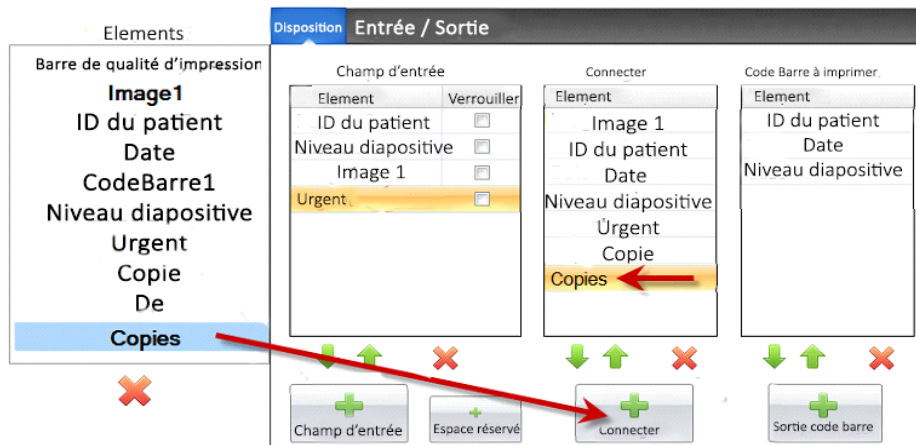 Elements
Barre de qualité d'impression
Image1
ID du patient
Date
CodeBarre1
Niveau diapositive
Urgent
Copie
De
Copies
Disposition
Entrée / Sortie
Champ d'entrée
Element
Verrouiller
ID du patient
Niveau diapositive
Image 1
Urgent
Champ d'entrée
Espace réservé
Connecter
Element
Image 1
ID du patient
Date
Niveau diapositive
Urgent
Copie
Copies
Connecter
Code Barre à imprimer
Element
ID du patient
Date
Niveau diapositive
Sortie code barre